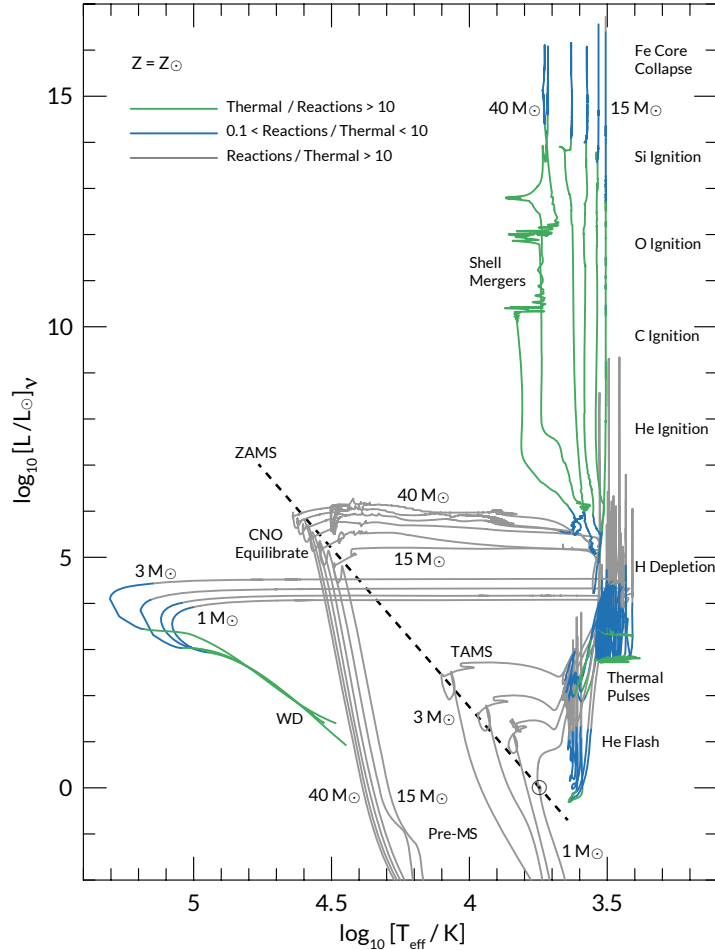 Z = Z☉
Thermal / Reactions > 10
0.1 < Reactions / Thermal < 10
Reactions / Thermal > 10
Fe Core
Collapse
40 M☉
15 M☉
Si Ignition
O Ignition
Shell
Mergers
C Ignition
He Ignition
ZAMS
40 M☉
CNO
Equilibrate
15 M☉
H Depletion
3 M☉
1 M☉
TAMS
Thermal
Pulses
3 M☉
WD
He Flash
40 M☉
15 M☉
Pre-MS
1 M☉
15
10
5
0
5
4.5
4
3.5
log₁₀ [L / L☉]ᵥ
log₁₀ [T_eff / K]